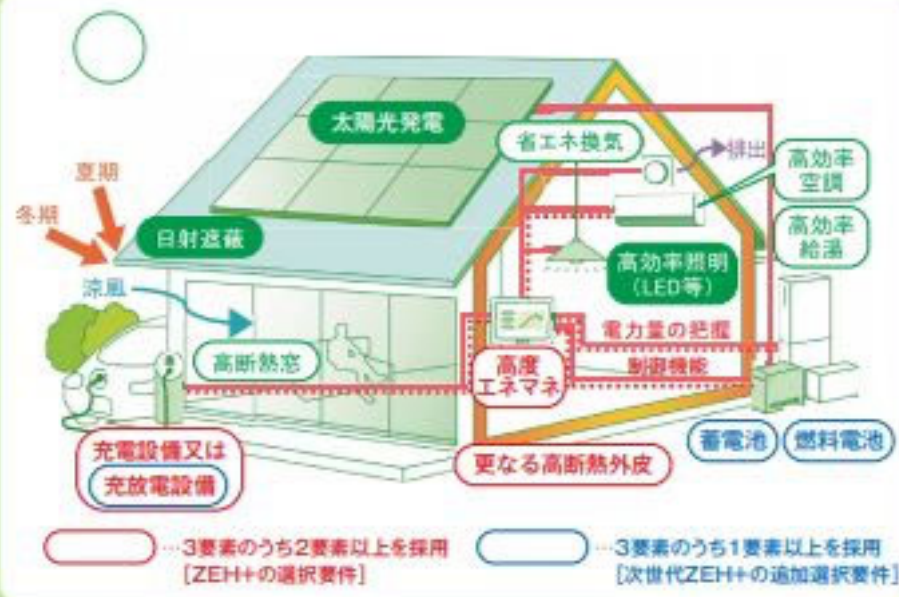 太陽光発電
省エネ換気
排出
高効率
空調
夏期
冬期
日射遮蔽
高効率
給湯
高効率照明
(LED等)
涼風
電力量の把握
高断熱窓
高度
エネマネ
制御機能
充電設備又は
充放電設備
更なる高断熱外皮
蓄電池
燃料電池
…3要素のうち2要素以上を採用
[ZEH+の選択要件]
…3要素のうち1要素以上を採用
[次世代ZEH+の追加選択要件]